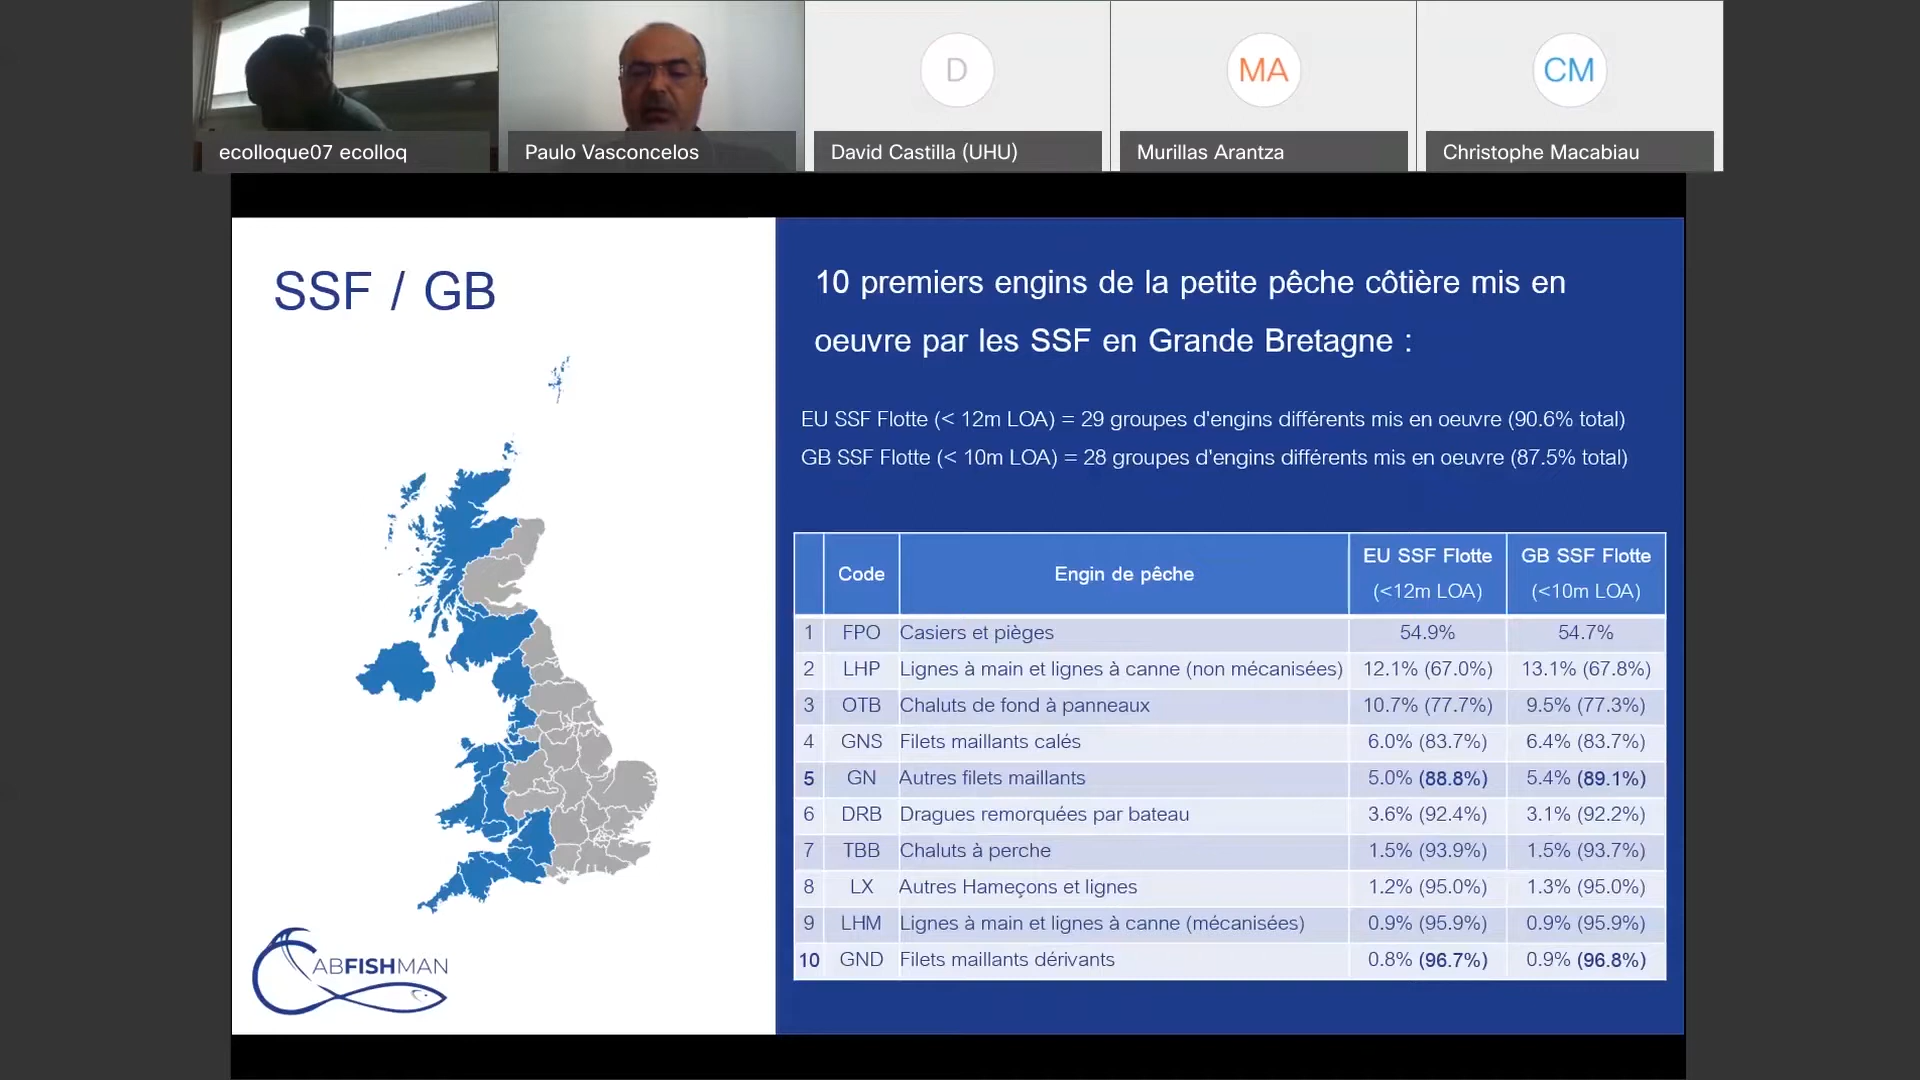 ecolloque07 ecolloq
Paulo Vasconcelos
D
David Castilla (UHU)
MA
Murillas Arantza
CM
Christophe Macabiau
SSF / GB
ABFISHMAN
10 premiers engins de la petite pêche côtière mis en
oeuvre par les SSF en Grande Bretagne :
EU SSF Flotte (< 12m LOA) = 29 groupes d'engins différents mis en oeuvre (90.6% total)
GB SSF Flotte (< 10m LOA) = 28 groupes d'engins différents mis en oeuvre (87.5% total)
Code Engin de pêche EU SSF Flotte (<12m LOA) GB SSF Flotte (<10m LOA)
1 FPO Casiers et pièges 54.9% 54.7%
2 LHP Lignes à main et lignes à canne (non mécanisées) 12.1% (67.0%) 13.1% (67.8%)
3 OTB Chaluts de fond à panneaux 10.7% (77.7%) 9.5% (77.3%)
4 GNS Filets maillants calés 6.0% (83.7%) 6.4% (83.7%)
5 GN Autres filets maillants 5.0% (88.8%) 5.4% (89.1%)
6 DRB Dragues remorquées par bateau 3.6% (92.4%) 3.1% (92.2%)
7 TBB Chaluts à perche 1.5% (93.9%) 1.5% (93.7%)
8 LX Autres Hameçons et lignes 1.2% (95.0%) 1.3% (95.0%)
9 LHM Lignes à main et lignes à canne (mécanisées) 0.9% (95.9%) 0.9% (95.9%)
10 GND Filets maillants dérivants 0.8% (96.7%) 0.9% (96.8%)